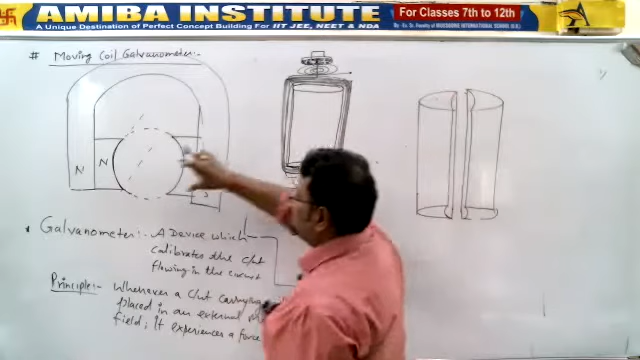 AMIBA INSTITUTE
For Classes 7th to 12th
A Unique Destination of Perfect Concept Building For IIT JEE, NEET & NDA
# Moving Coil Galvanometer:-
N
N
S
* Galvanometer:- A Device which
calibrates the c/nt
flowing in the circuit
Principle:- Whenever a c/nt carrying
placed in an external
field; It experiences a force